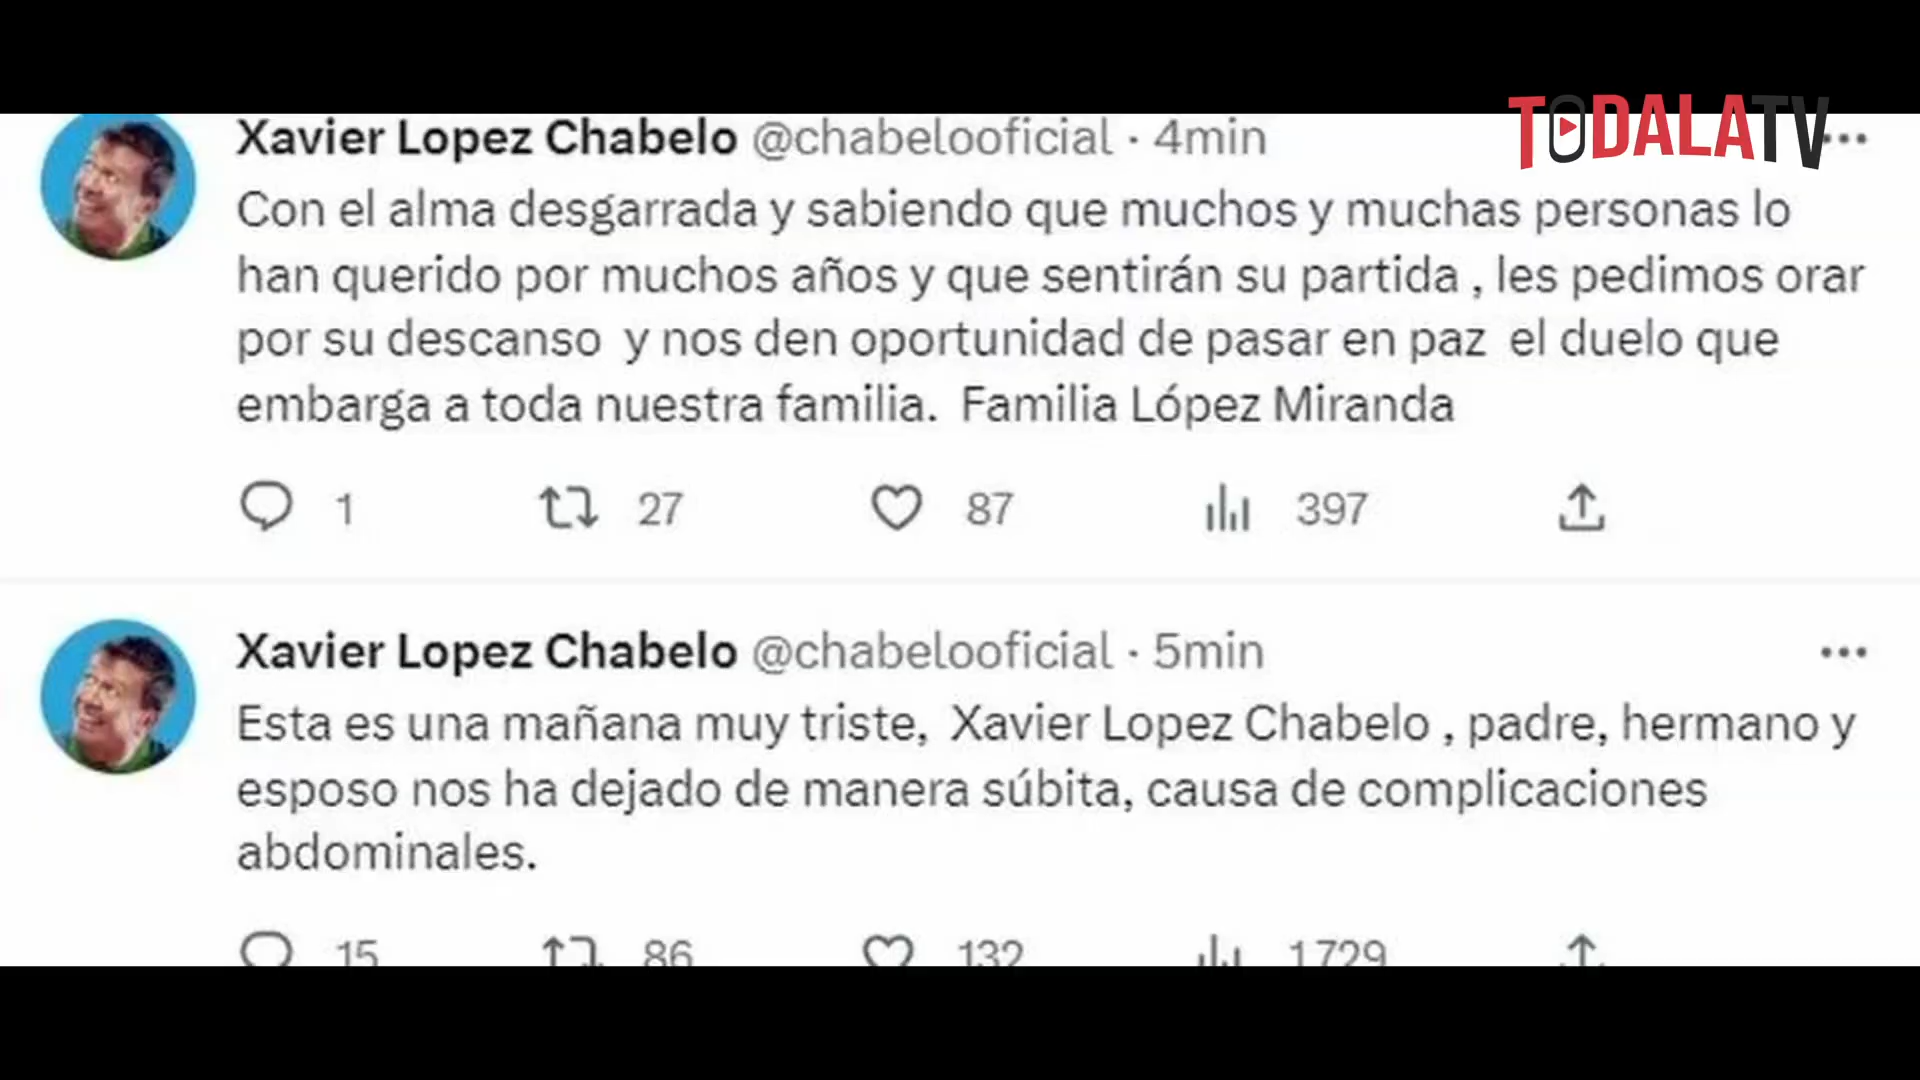 TODALATV
Xavier Lopez Chabelo @chabelooficial · 4min
Con el alma desgarrada y sabiendo que muchos y muchas personas lo
han querido por muchos años y que sentirán su partida , les pedimos orar
por su descanso  y nos den oportunidad de pasar en paz  el duelo que
embarga a toda nuestra familia.  Familia López Miranda
1 27 87 397
Xavier Lopez Chabelo @chabelooficial · 5min
Esta es una mañana muy triste,  Xavier Lopez Chabelo , padre, hermano y
esposo nos ha dejado de manera súbita, causa de complicaciones
abdominales.
15 86 132 1729